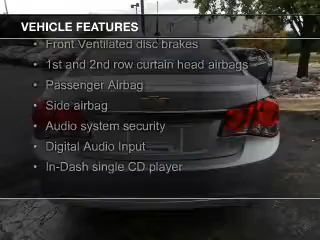 VEHICLE FEATURES
• Front Ventilated disc brakes
• 1st and 2nd row curtain head airbags
• Passenger Airbag
• Side airbag
• Audio system security
• Digital Audio Input
• In-Dash single CD player